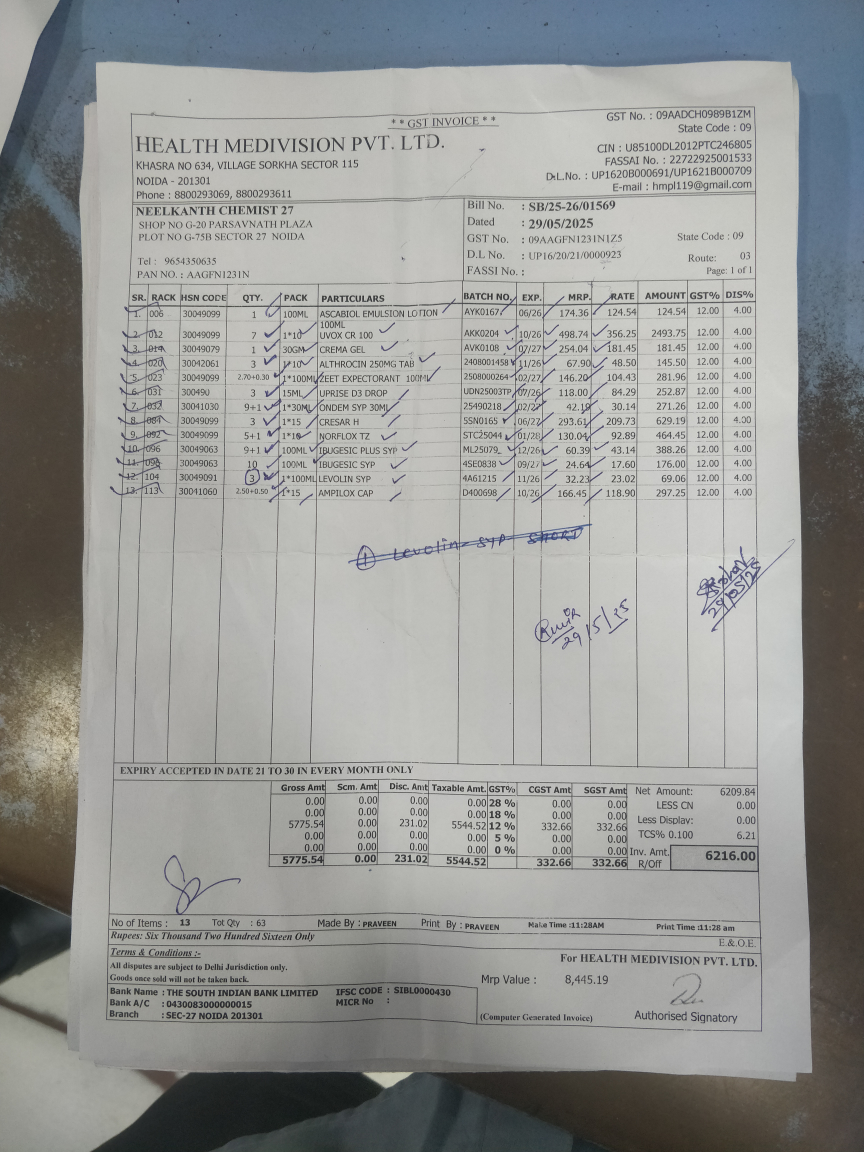 * * GST INVOICE * *
GST No. : 09AADCH0989B1ZM
State Code : 09
HEALTH MEDIVISION PVT. LTD.
CIN : U85100DL2012PTC246805
KHASRA NO 634, VILLAGE SORKHA SECTOR 115
FASSAI No. : 22722925001533
NOIDA - 201301
D.L.No. : UP1620B000691/UP1621B000709
Phone : 8800293069, 8800293611
E-mail : hmpl119@gmail.com
NEELKANTH CHEMIST 27
SHOP NO G-20 PARSAVNATH PLAZA
PLOT NO G-75B SECTOR 27 NOIDA
Tel : 9654350635
PAN NO. : AAGFN1231N
Bill No. : SB/25-26/01569
Dated : 29/05/2025
GST No. : 09AAGFN1231N1Z5 State Code : 09
D.L No. : UP16/20/21/0000923 Route: 03
FASSI No. : Page: 1 of 1
SR. RACK HSN CODE QTY. PACK PARTICULARS BATCH NO. EXP. MRP. RATE AMOUNT GST% DIS%
1. 006 30049099 1 100ML ASCABIOL EMULSION LOTION 100ML AYK0167 06/26 174.36 124.54 124.54 12.00 4.00
2. 012 30049099 7 1*10 UVOX CR 100 AKK0204 10/26 498.74 356.25 2493.75 12.00 4.00
3. 014 30049079 1 30GM CREMA GEL AVK0108 07/27 254.04 181.45 181.45 12.00 4.00
4. 020 30042061 3 1*10 ALTHROCIN 250MG TAB 2408001458 11/26 67.90 48.50 145.50 12.00 4.00
5. 023 30049099 2.70+0.30 1*100ML ZEET EXPECTORANT 100ML 2508000264 02/27 146.20 104.43 281.96 12.00 4.00
6. 031 30049U 3 15ML UPRISE D3 DROP UDN25003TP 07/26 118.00 84.29 252.87 12.00 4.00
7. 032 30041030 9+1 1*30ML ONDEM SYP 30ML 25490218 02/27 42.19 30.14 271.26 12.00 4.00
8. 084 30049099 3 1*15 CRESAR H SSN0165 06/27 293.61 209.73 629.19 12.00 4.00
9. 092 30049099 5+1 1*10 NORFLOX TZ STC25044 01/28 130.04 92.89 464.45 12.00 4.00
10. 096 30049063 9+1 100ML IBUGESIC PLUS SYP ML25079 12/26 60.39 43.14 388.26 12.00 4.00
11. 096 30049063 10 100ML IBUGESIC SYP 4SE0838 09/27 24.64 17.60 176.00 12.00 4.00
12. 104 30049091 3 1*100ML LEVOLIN SYP 4A61215 11/26 32.23 23.02 69.06 12.00 4.00
13. 113 30041060 2.50+0.50 1*15 AMPILOX CAP D400698 10/26 166.45 118.90 297.25 12.00 4.00
① Levolin SYP SHORT
29/05/25
29/5/25
EXPIRY ACCEPTED IN DATE 21 TO 30 IN EVERY MONTH ONLY
Gross Amt Scm. Amt Disc. Amt Taxable Amt. GST% CGST Amt SGST Amt
0.00 0.00 0.00 0.00 28 % 0.00 0.00
0.00 0.00 0.00 0.00 18 % 0.00 0.00
5775.54 0.00 231.02 5544.52 12 % 332.66 332.66
0.00 0.00 0.00 0.00 5 % 0.00 0.00
0.00 0.00 0.00 0.00 0 % 0.00 0.00
5775.54 0.00 231.02 5544.52 332.66 332.66
Net Amount: 6209.84
LESS CN 0.00
Less Display: 0.00
TCS% 0.100 6.21
Inv. Amt. 6216.00
R/Off
No of Items : 13 Tot Qty : 63 Made By : PRAVEEN Print By : PRAVEEN Make Time :11:28AM Print Time :11:28 am
Rupees: Six Thousand Two Hundred Sixteen Only
E.&.O.E.
Terms & Conditions :-
All disputes are subject to Delhi Jurisdiction only.
Goods once sold will not be taken back.
For HEALTH MEDIVISION PVT. LTD.
Mrp Value : 8,445.19
Bank Name : THE SOUTH INDIAN BANK LIMITED IFSC CODE : SIBL0000430
Bank A/C : 0430083000000015 MICR No :
Branch : SEC-27 NOIDA 201301
(Computer Generated Invoice)
Authorised Signatory